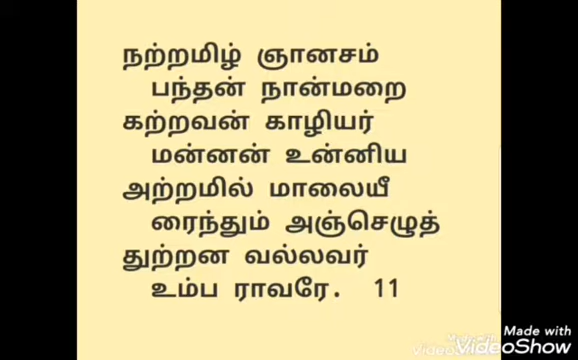 நற்றமிழ் ஞானசம்
பந்தன் நான்மறை
கற்றவன் காழியர்
மன்னன் உன்னிய
அற்றமில் மாலையீ
ரைந்தும் அஞ்செழுத்
துற்றன வல்லவர்
உம்ப ராவரே. 11
Made with
VideoShow